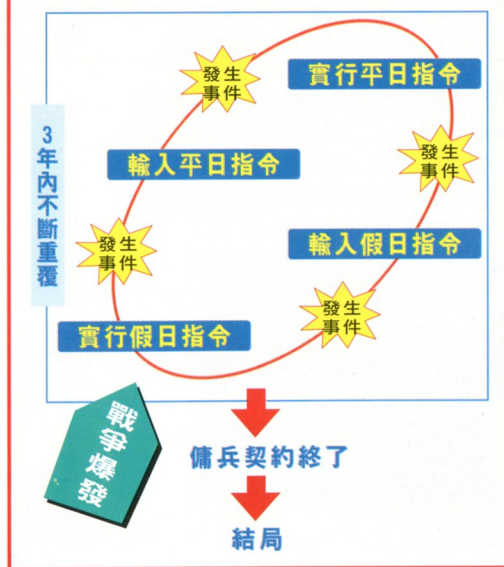 發生
事件
實行平日指令
3年內不斷重覆
輸入平日指令
發生
事件
發生
事件
輸入假日指令
發生
事件
實行假日指令
戰爭爆發
傭兵契約終了
結局